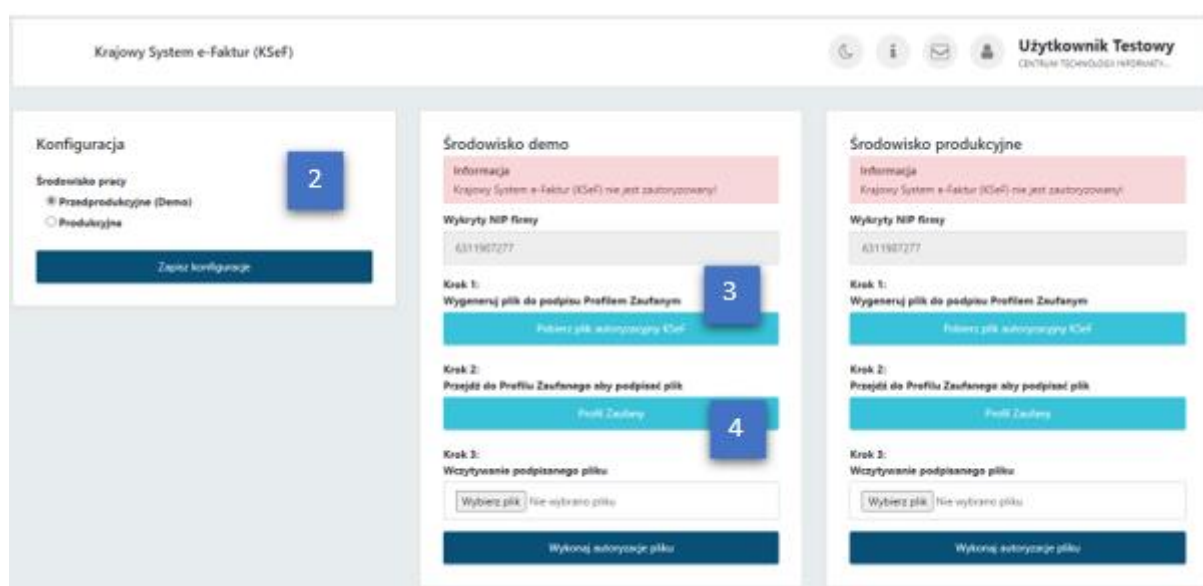 Krajowy System e-Faktur (KSeF)
Użytkownik Testowy
CENTRUM TECHNOLOGII INFORMATY...
Konfiguracja
2
Środowisko pracy
Przedprodukcyjne (Demo)
Produkcyjne
Zapisz konfiguracje
Środowisko demo
Informacja
Krajowy System e-Faktur (KSeF) nie jest zautoryzowany!
Wykryty NIP firmy
6311907277
Krok 1:
3
Wygeneruj plik do podpisu Profilem Zaufanym
Pobierz plik autoryzacyjny KSeF
Krok 2:
Przejdź do Profilu Zaufanego aby podpisać plik
Profil Zaufany
4
Krok 3:
Wczytywanie podpisanego pliku
Wybierz plik Nie wybrano pliku
Wykonaj autoryzacje pliku
Środowisko produkcyjne
Informacja
Krajowy System e-Faktur (KSeF) nie jest zautoryzowany!
Wykryty NIP firmy
6311907277
Krok 1:
Wygeneruj plik do podpisu Profilem Zaufanym
Pobierz plik autoryzacyjny KSeF
Krok 2:
Przejdź do Profilu Zaufanego aby podpisać plik
Profil Zaufany
Krok 3:
Wczytywanie podpisanego pliku
Wybierz plik Nie wybrano pliku
Wykonaj autoryzacje pliku